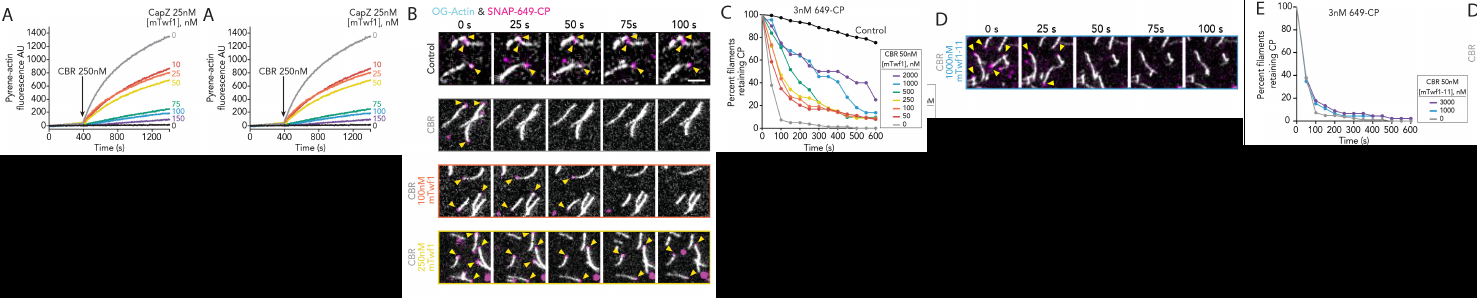 A
CapZ 25nM
[mTwf1], nM
Pyrene-actin
fluorescence AU
1400
1200
1000
800
600
400
200
0
CBR 250nM
0
10
25
50
75
100
150
0
0
400
800
1200
Time (s)
A
CapZ 25nM
[mTwf1], nM
Pyrene-actin
fluorescence AU
1400
1200
1000
800
600
400
200
0
CBR 250nM
0
10
25
50
75
100
150
0
0
400
800
1200
Time (s)
B
OG-Actin & SNAP-649-CP
0 s
25 s
50 s
75s
100 s
Control
CBR
CBR
100nM
mTwf1
CBR
250nM
mTwf1
C
3nM 649-CP
Percent filaments
retaining CP
100
80
60
40
20
0
Control
CBR 50nM
[mTwf1], nM
2000
1000
500
250
100
50
0
0
100
200
300
400
500
600
Time (s)
M
D
0 s
25 s
50 s
75s
100 s
CBR
1000nM
mTwf1-11
E
3nM 649-CP
Percent filaments
retaining CP
100
80
60
40
20
0
CBR 50nM
[mTwf1-11], nM
3000
1000
0
0
100
200
300
400
500
600
Time (s)
D
CBR